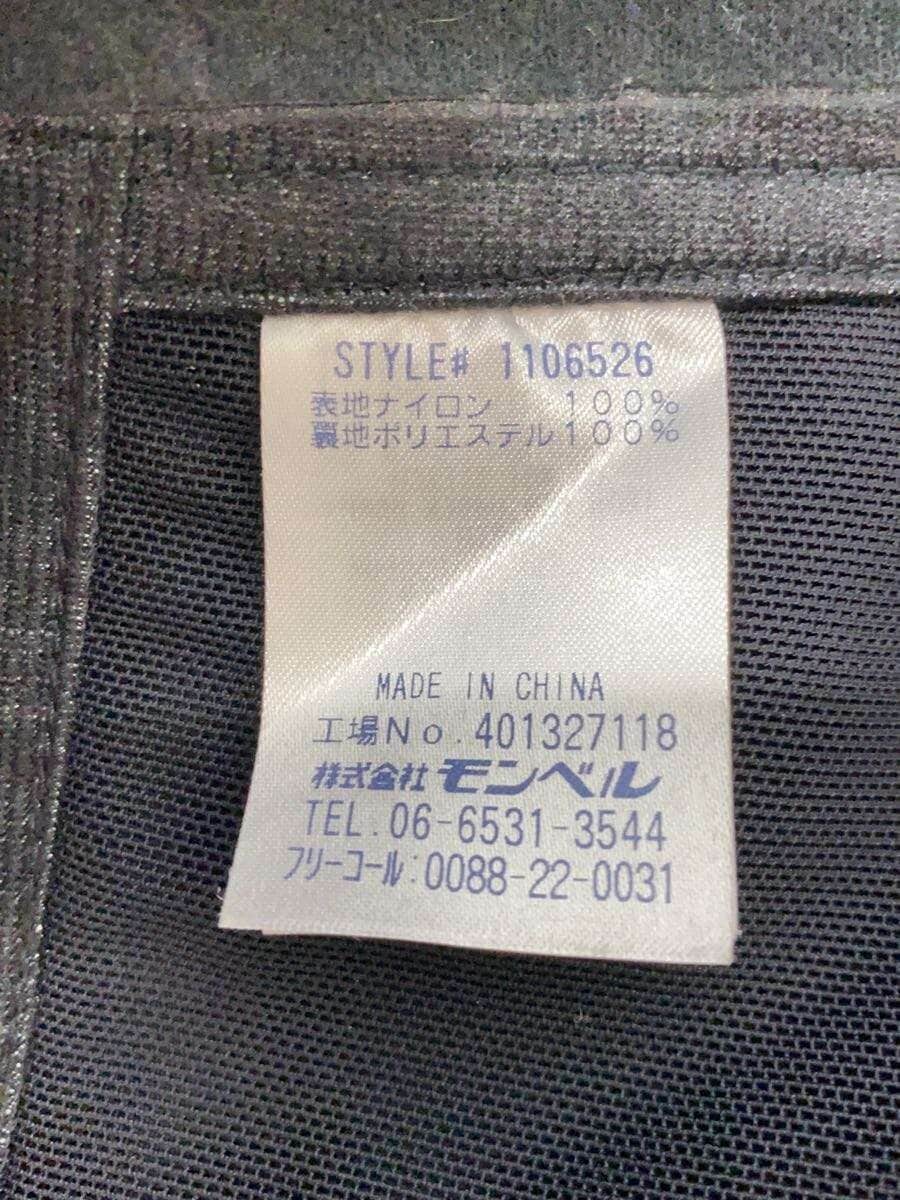 STYLE# 1106526
表地ナイロン 100%
裏地ポリエステル100%
MADE IN CHINA
工場No.401327118
株式会社モンベル
TEL.06-6531-3544
フリーコール:0088-22-0031